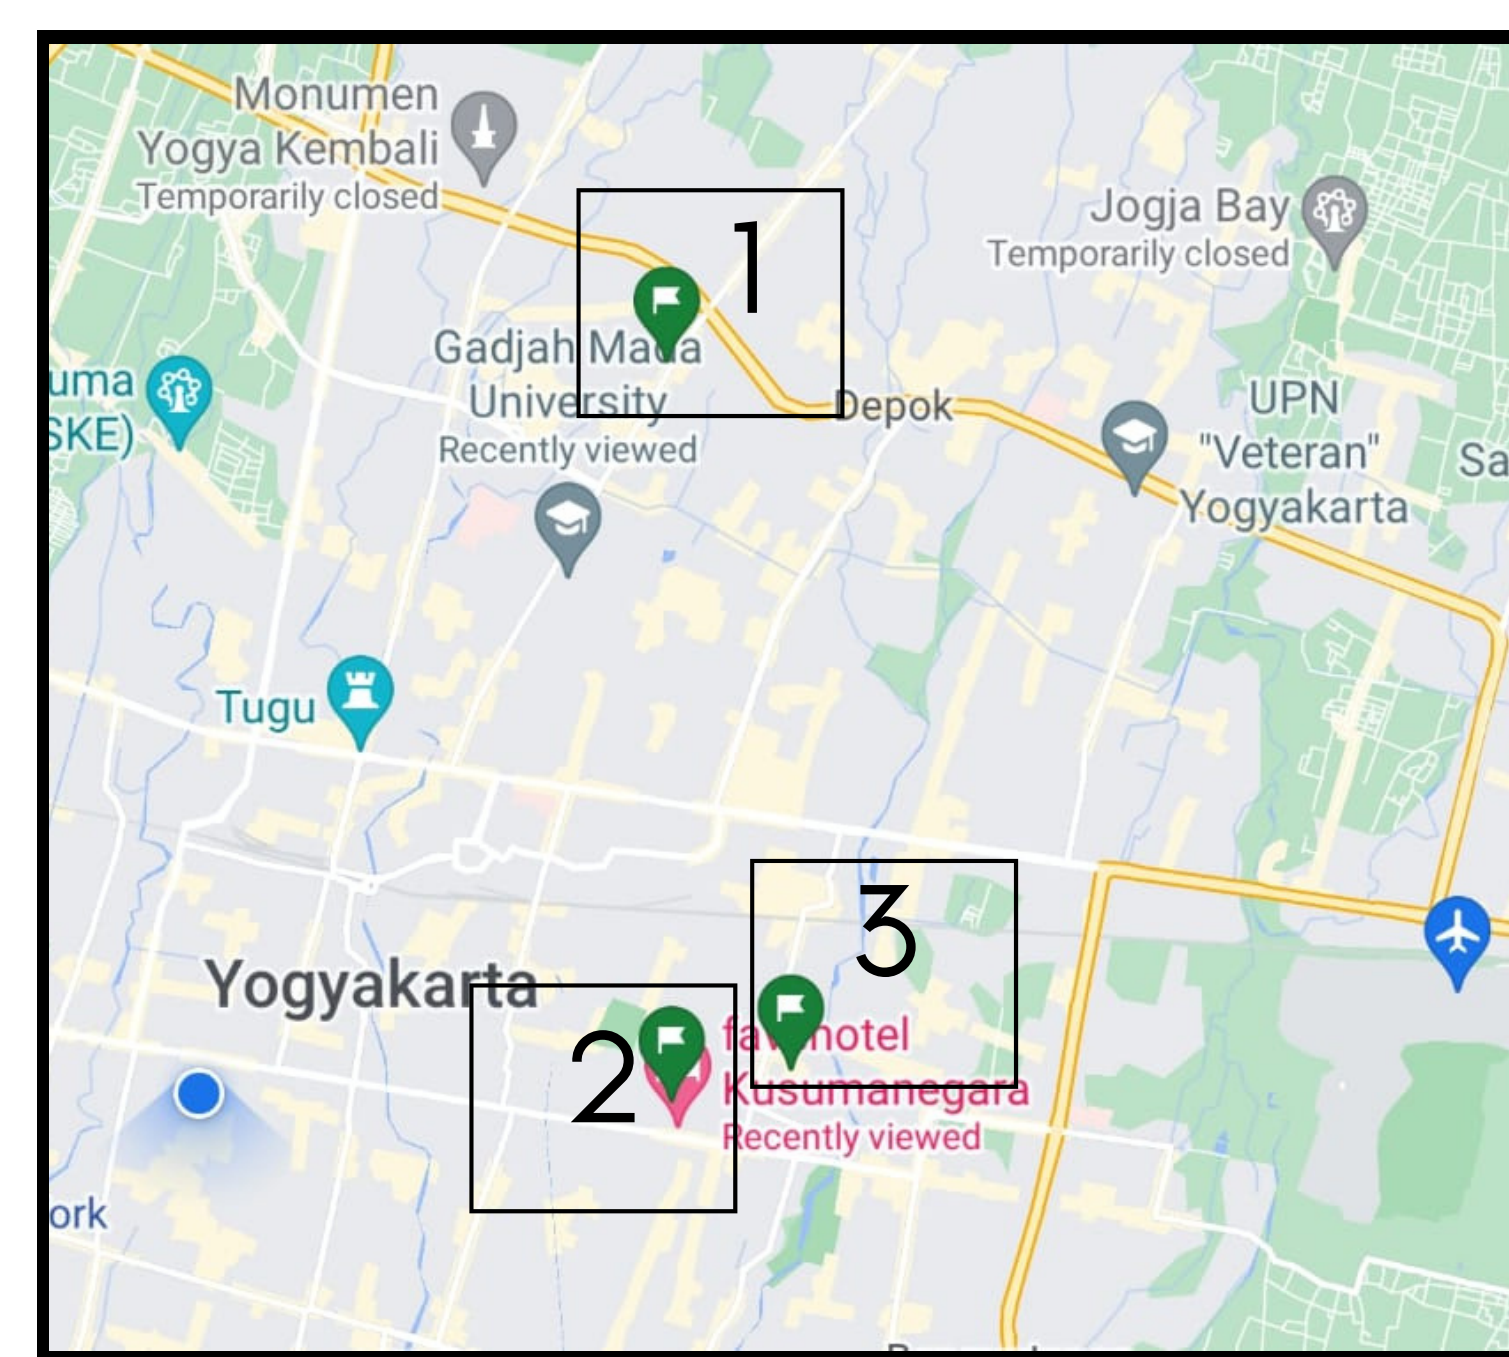 Monumen
Yogya Kembali
Temporarily closed
1
Jogja Bay
Temporarily closed
Gadjah Mada
University
Recently viewed
Depok
uma
SKE)
UPN
"Veteran"
Yogyakarta
Sa
Tugu
3
Yogyakarta
2
favehotel
Kusumanegara
Recently viewed
ork